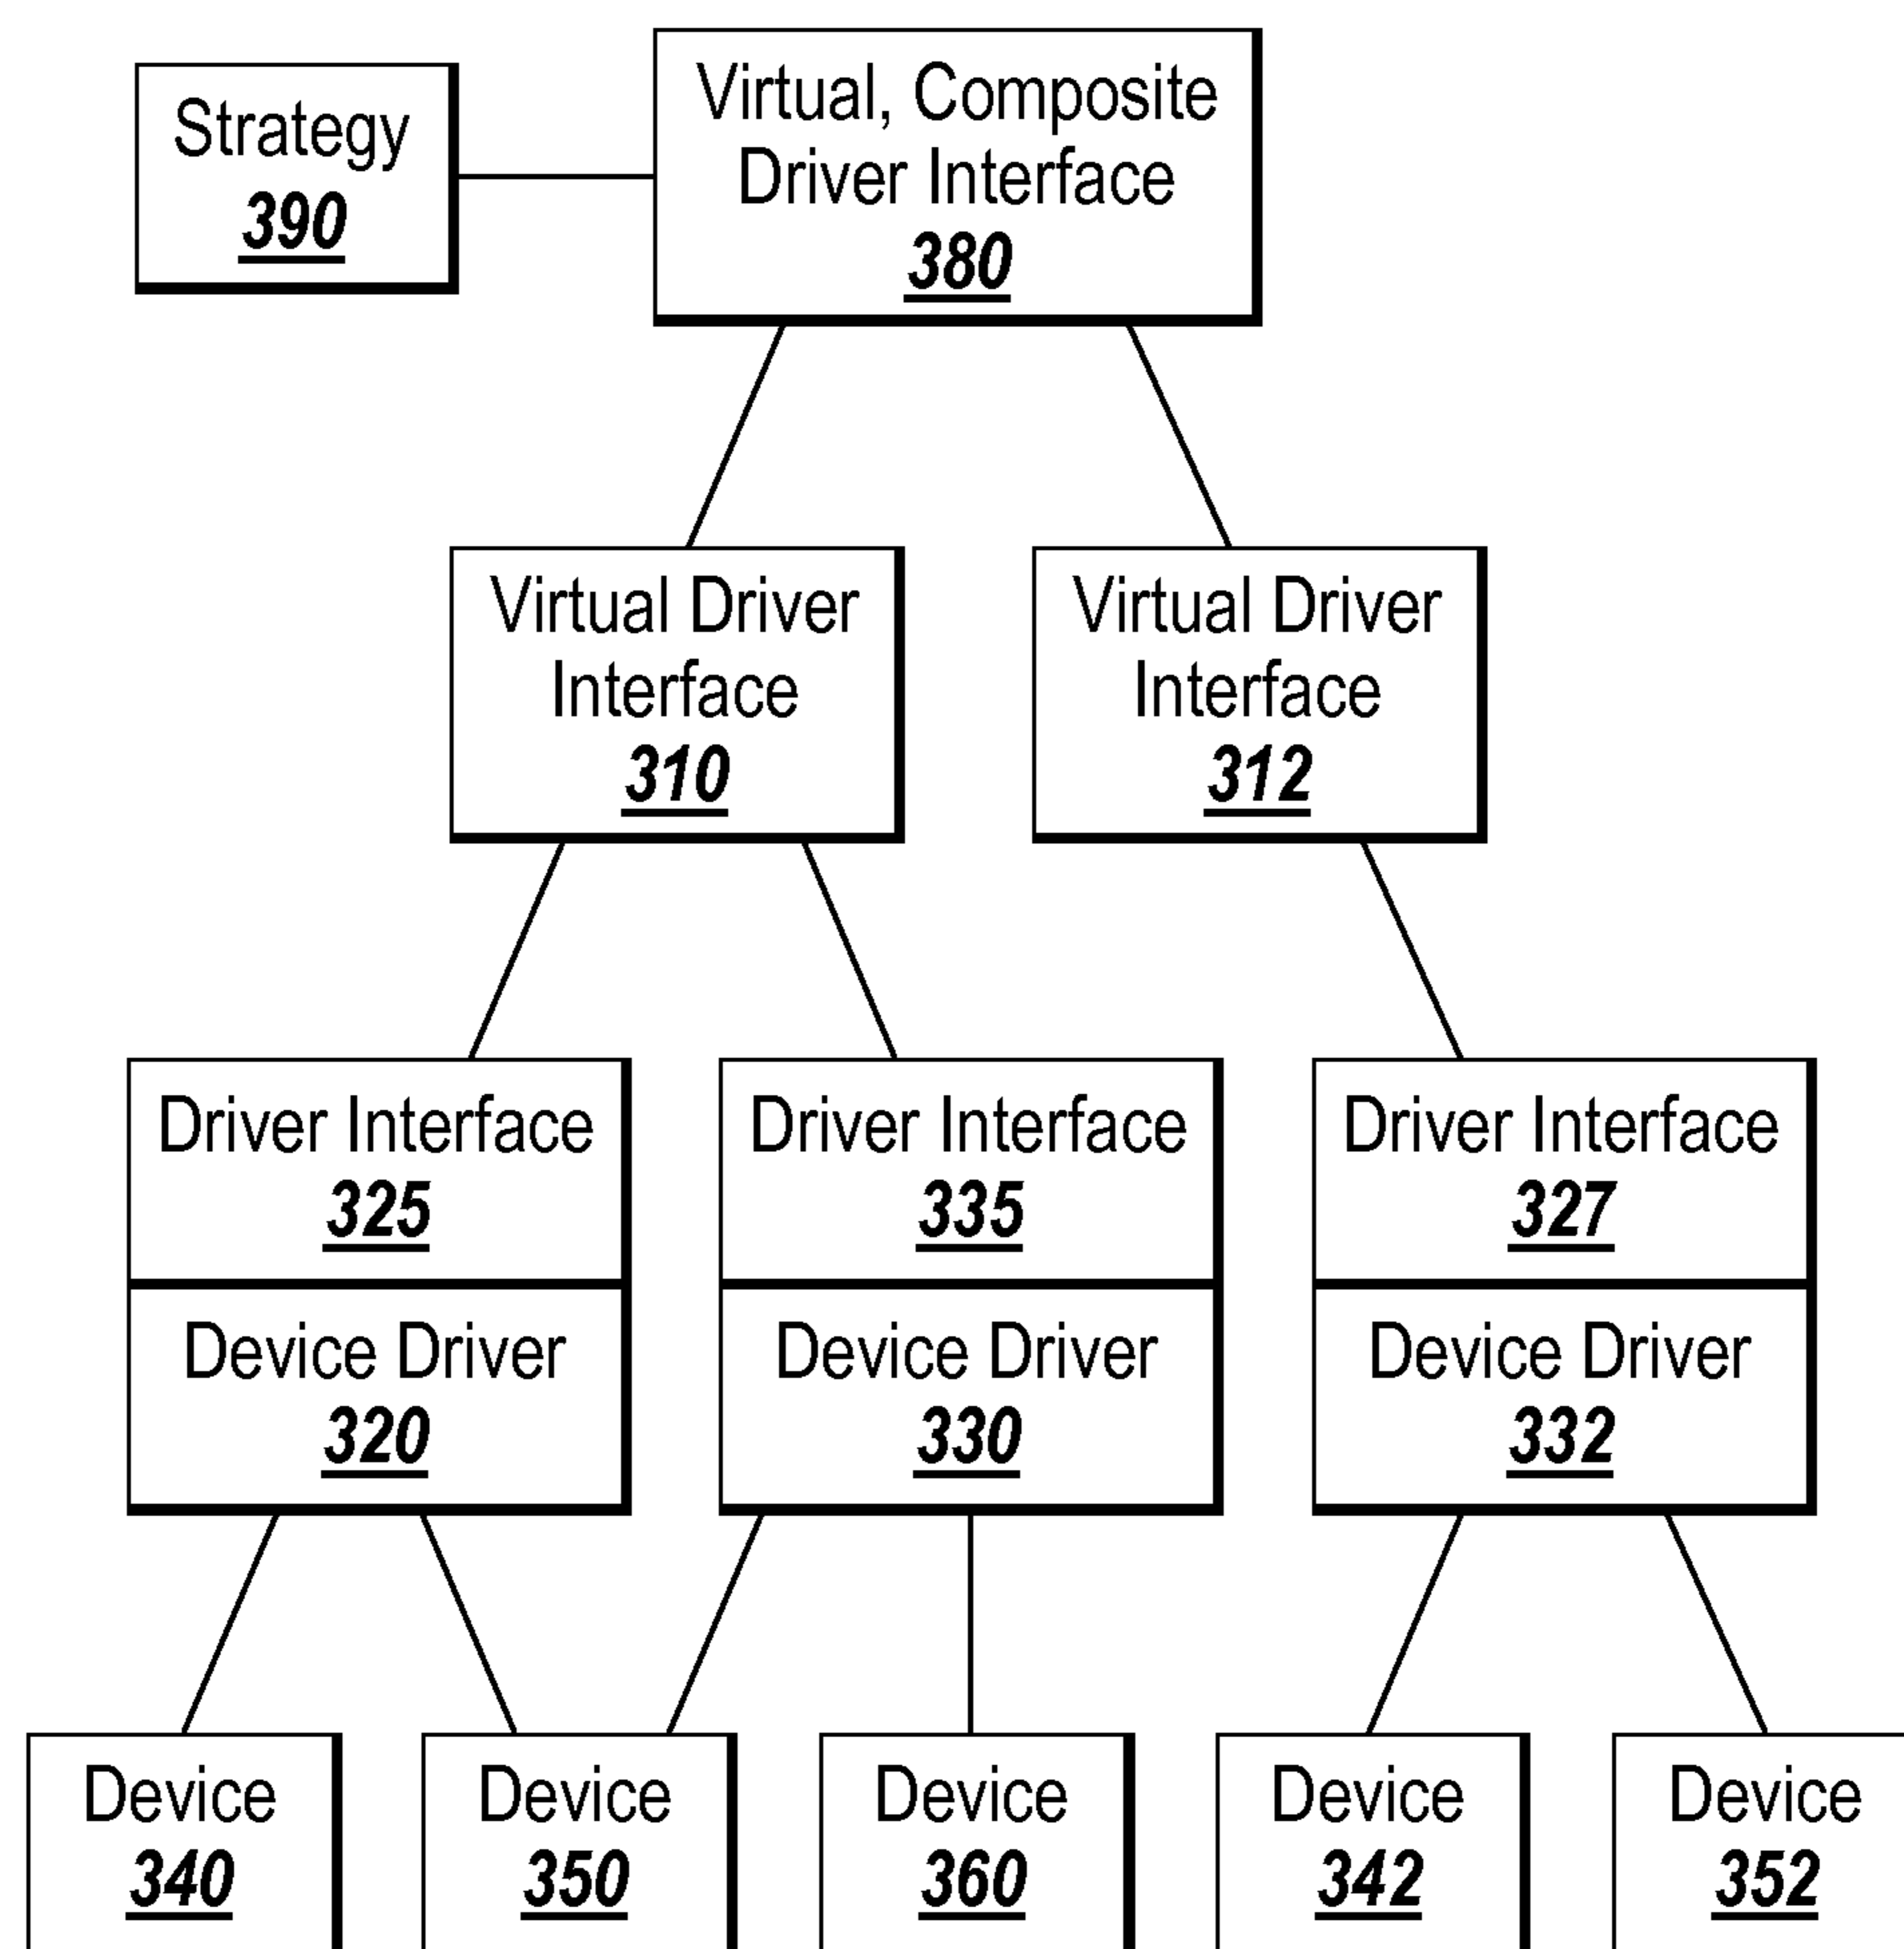 Strategy
390
Virtual, Composite
Driver Interface
380
Virtual Driver
Interface
310
Virtual Driver
Interface
312
Driver Interface
325
Device Driver
320
Driver Interface
335
Device Driver
330
Driver Interface
327
Device Driver
332
Device
340
Device
350
Device
360
Device
342
Device
352